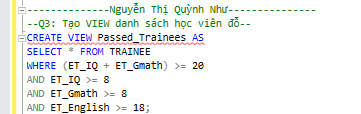 ---------------Nguyễn Thị Quỳnh Như----------------
--Q3: Tạo VIEW danh sách học viên đỗ--
CREATE VIEW Passed_Trainees AS
SELECT * FROM TRAINEE
WHERE (ET_IQ + ET_Gmath) >= 20
AND ET_IQ >= 8
AND ET_Gmath >= 8
AND ET_English >= 18;